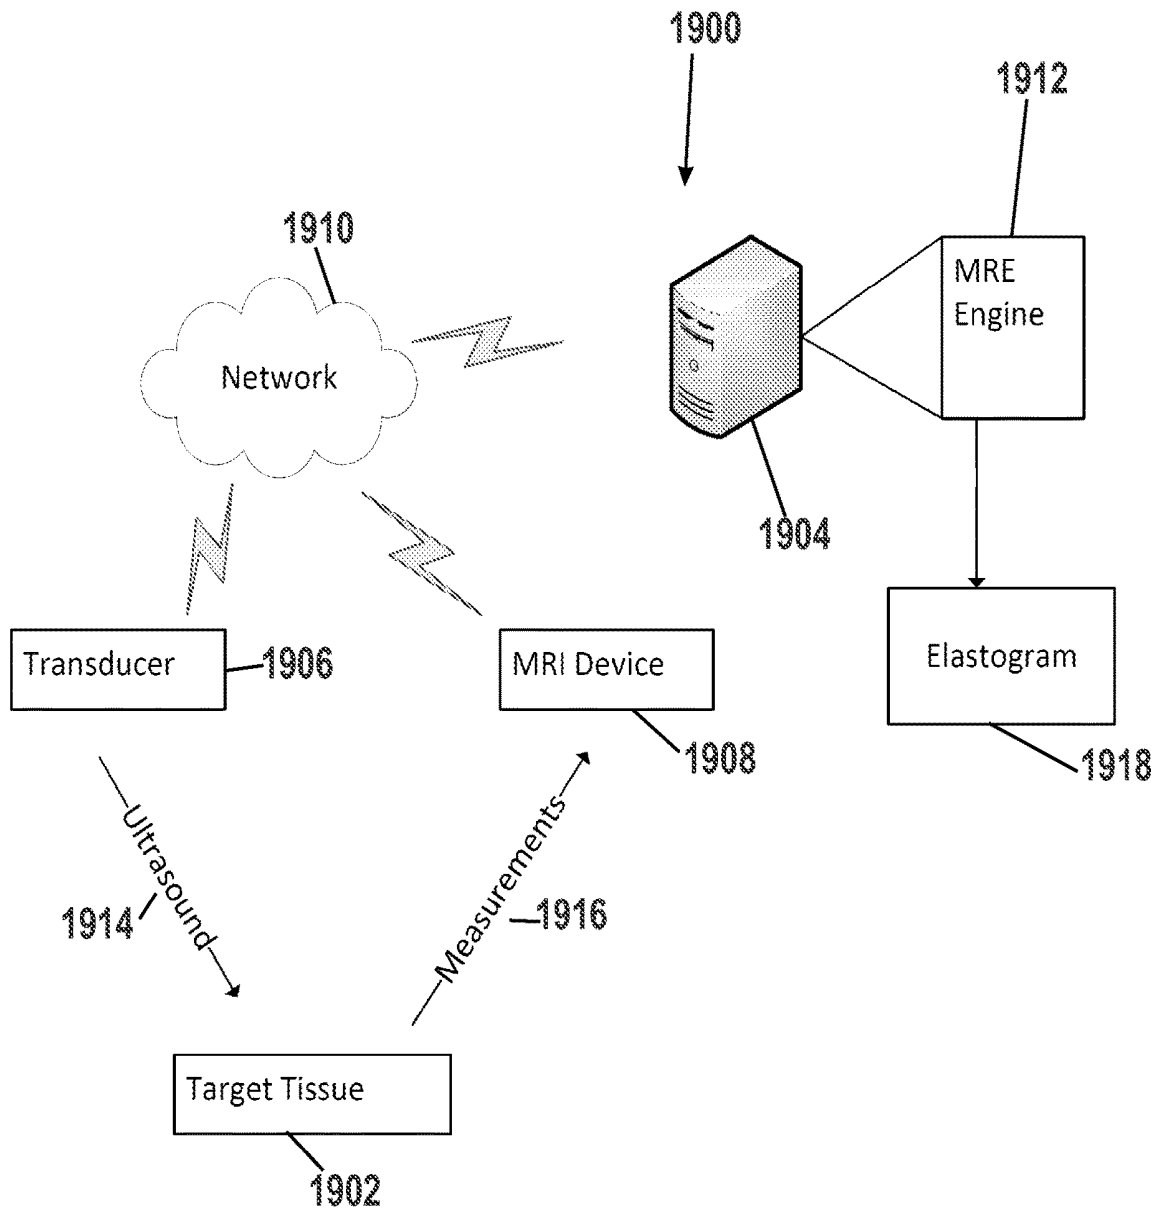 1900
1912
1910
MRE
Engine
Network
1904
Transducer
1906
MRI Device
1908
Elastogram
1918
Ultrasound
1914
Measurements
1916
Target Tissue
1902